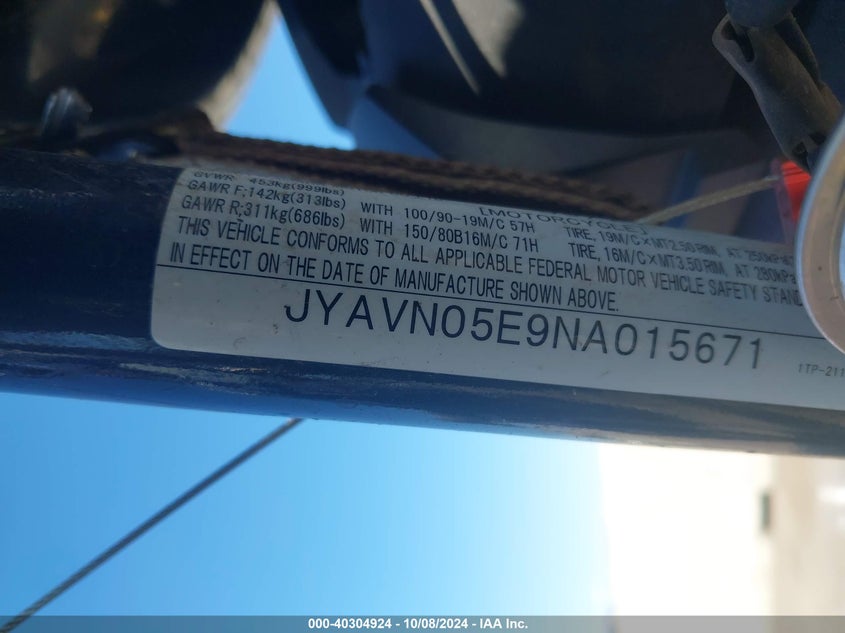 GVWR: 453kg(999lbs)
GAWR F:142kg(313lbs) WITH 100/90-19M/C 57H TIRE, 19M/C×MT2.50 RIM, AT 250kPa
GAWR R;311kg(686lbs) WITH 150/80B16M/C 71H TIRE, 16M/C×MT3.50 RIM, AT 280kPa
[MOTORCYCLE]
THIS VEHICLE CONFORMS TO ALL APPLICABLE FEDERAL MOTOR VEHICLE SAFETY STAND
IN EFFECT ON THE DATE OF MANUFACTURE SHOWN ABOVE.
JYAVN05E9NA015671
1TP-211
000-40304924 - 10/08/2024 - IAA Inc.